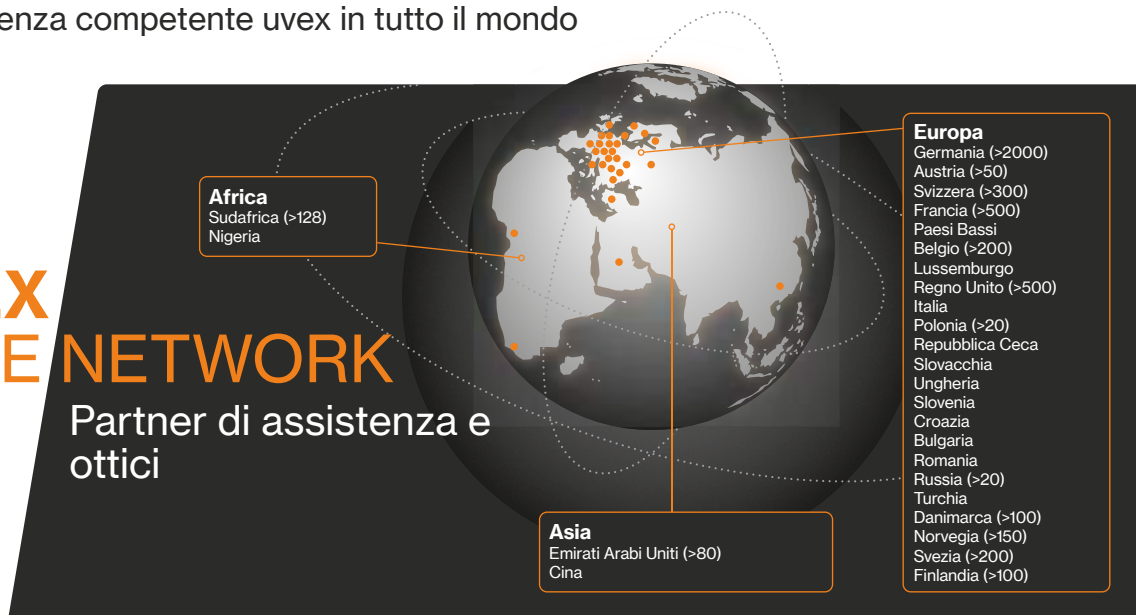 enza competente uvex in tutto il mondo
Africa
Sudafrica (>128)
Nigeria
Europa
Germania (>2000)
Austria (>50)
Svizzera (>300)
Francia (>500)
Paesi Bassi
Belgio (>200)
Lussemburgo
Regno Unito (>500)
Italia
Polonia (>20)
Repubblica Ceca
Slovacchia
Ungheria
Slovenia
Croazia
Bulgaria
Romania
Russia (>20)
Turchia
Danimarca (>100)
Norvegia (>150)
Svezia (>200)
Finlandia (>100)
X
E NETWORK
Partner di assistenza e
ottici
Asia
Emirati Arabi Uniti (>80)
Cina